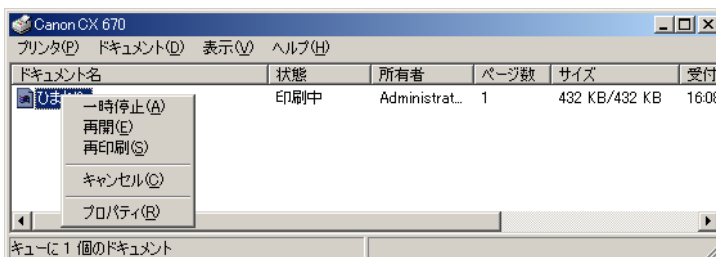 Canon CX 670
プリンタ(P) ドキュメント(D) 表示(V) ヘルプ(H)
ドキュメント名 状態 所有者 ページ数 サイズ 受付
印刷中 Administrat... 1 432 KB/432 KB 16:08
一時停止(A)
再開(E)
再印刷(S)
キャンセル(C)
プロパティ(R)
キューに 1 個のドキュメント